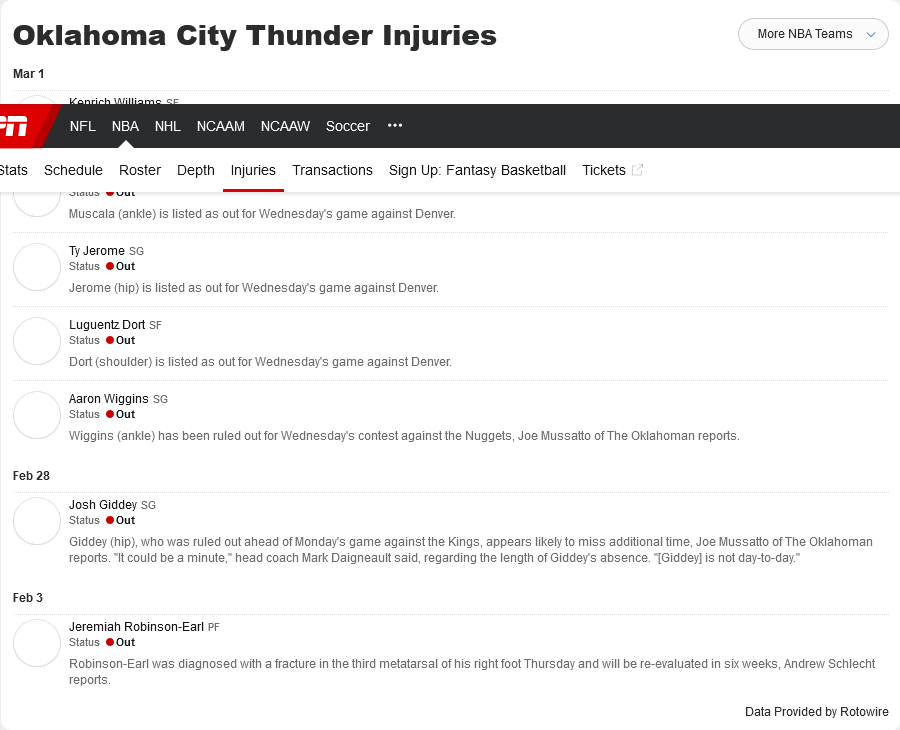 Oklahoma City Thunder Injuries
More NBA Teams
Mar 1
Kenrich Williams SF
NFL NBA NHL NCAAM NCAAW Soccer •••
Stats Schedule Roster Depth Injuries Transactions Sign Up: Fantasy Basketball Tickets
Status Out
Muscala (ankle) is listed as out for Wednesday's game against Denver.
Ty Jerome SG
Status Out
Jerome (hip) is listed as out for Wednesday's game against Denver.
Luguentz Dort SF
Status Out
Dort (shoulder) is listed as out for Wednesday's game against Denver.
Aaron Wiggins SG
Status Out
Wiggins (ankle) has been ruled out for Wednesday's contest against the Nuggets, Joe Mussatto of The Oklahoman reports.
Feb 28
Josh Giddey SG
Status Out
Giddey (hip), who was ruled out ahead of Monday's game against the Kings, appears likely to miss additional time, Joe Mussatto of The Oklahoman
reports. "It could be a minute," head coach Mark Daigneault said, regarding the length of Giddey's absence. "[Giddey] is not day-to-day."
Feb 3
Jeremiah Robinson-Earl PF
Status Out
Robinson-Earl was diagnosed with a fracture in the third metatarsal of his right foot Thursday and will be re-evaluated in six weeks, Andrew Schlecht
reports.
Data Provided by Rotowire